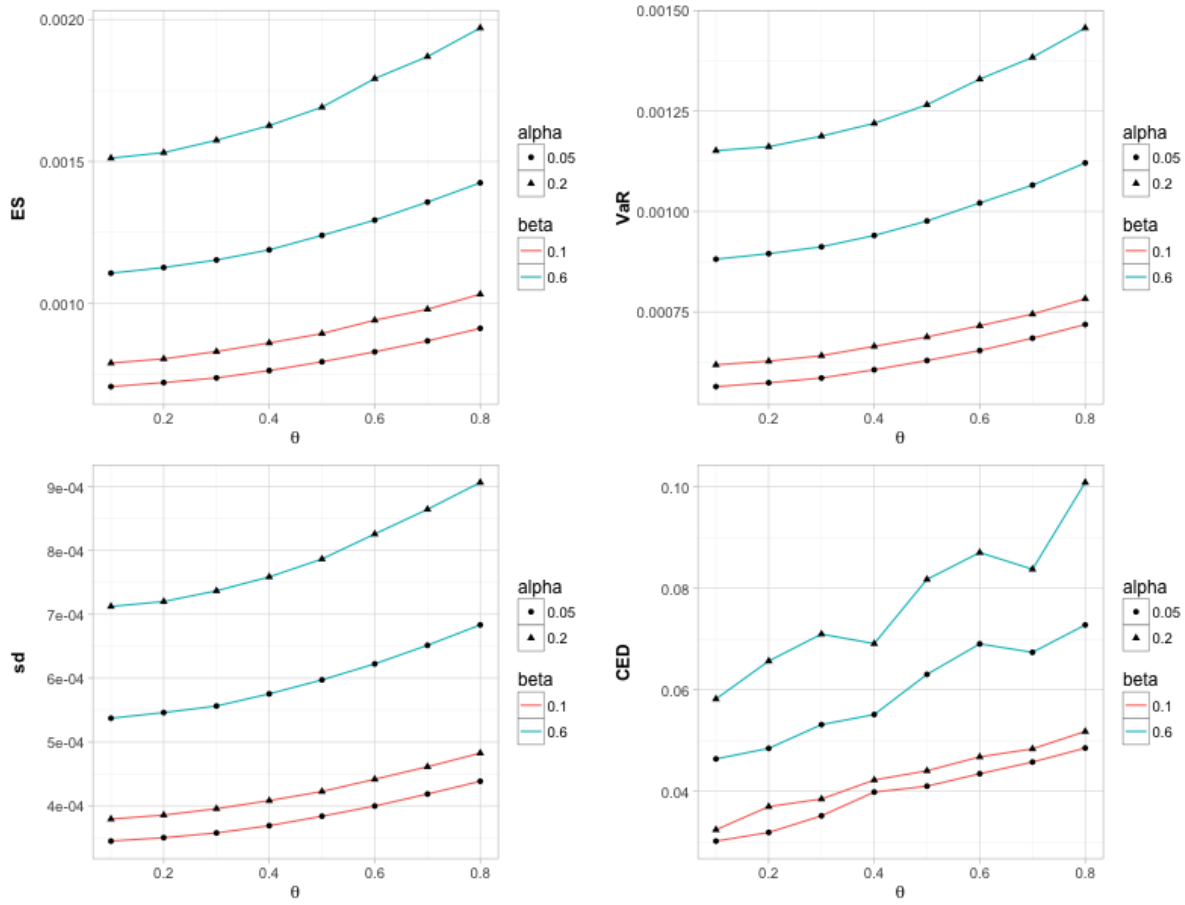 0.0020
0.0015
0.0010
ES
0.2 0.4 0.6 0.8
θ
alpha
0.05
0.2
beta
0.1
0.6
0.00150
0.00125
0.00100
0.00075
VaR
0.2 0.4 0.6 0.8
θ
alpha
0.05
0.2
beta
0.1
0.6
9e-04
8e-04
7e-04
6e-04
5e-04
4e-04
sd
0.2 0.4 0.6 0.8
θ
alpha
0.05
0.2
beta
0.1
0.6
0.10
0.08
0.06
0.04
CED
0.2 0.4 0.6 0.8
θ
alpha
0.05
0.2
beta
0.1
0.6